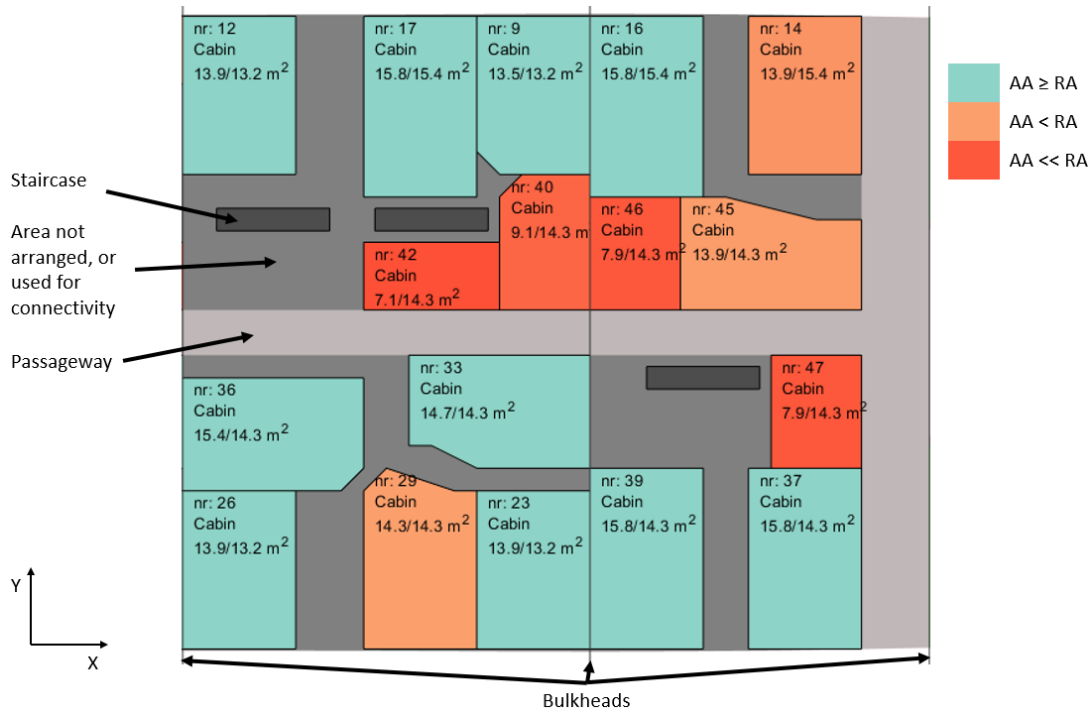 nr: 12
Cabin
13.9/13.2 m²
nr: 17
Cabin
15.8/15.4 m²
nr: 9
Cabin
13.5/13.2 m²
nr: 16
Cabin
15.8/15.4 m²
nr: 14
Cabin
13.9/15.4 m²
AA ≥ RA
AA < RA
AA << RA
Staircase
Area not
arranged, or
used for
connectivity
Passageway
nr: 40
Cabin
9.1/14.3 m
nr: 46
Cabin
7.9/14.3 m²
nr: 45
Cabin
13.9/14.3 m²
nr: 42
Cabin
7.1/14.3 m²
nr: 36
Cabin
15.4/14.3 m²
nr: 33
Cabin
14.7/14.3 m²
nr: 47
Cabin
7.9/14.3 m²
nr: 26
Cabin
13.9/13.2 m²
nr: 29
Cabin
14.3/14.3 m²
nr: 23
Cabin
13.9/13.2 m²
nr: 39
Cabin
15.8/14.3 m²
nr: 37
Cabin
15.8/14.3 m²
Y
X
Bulkheads